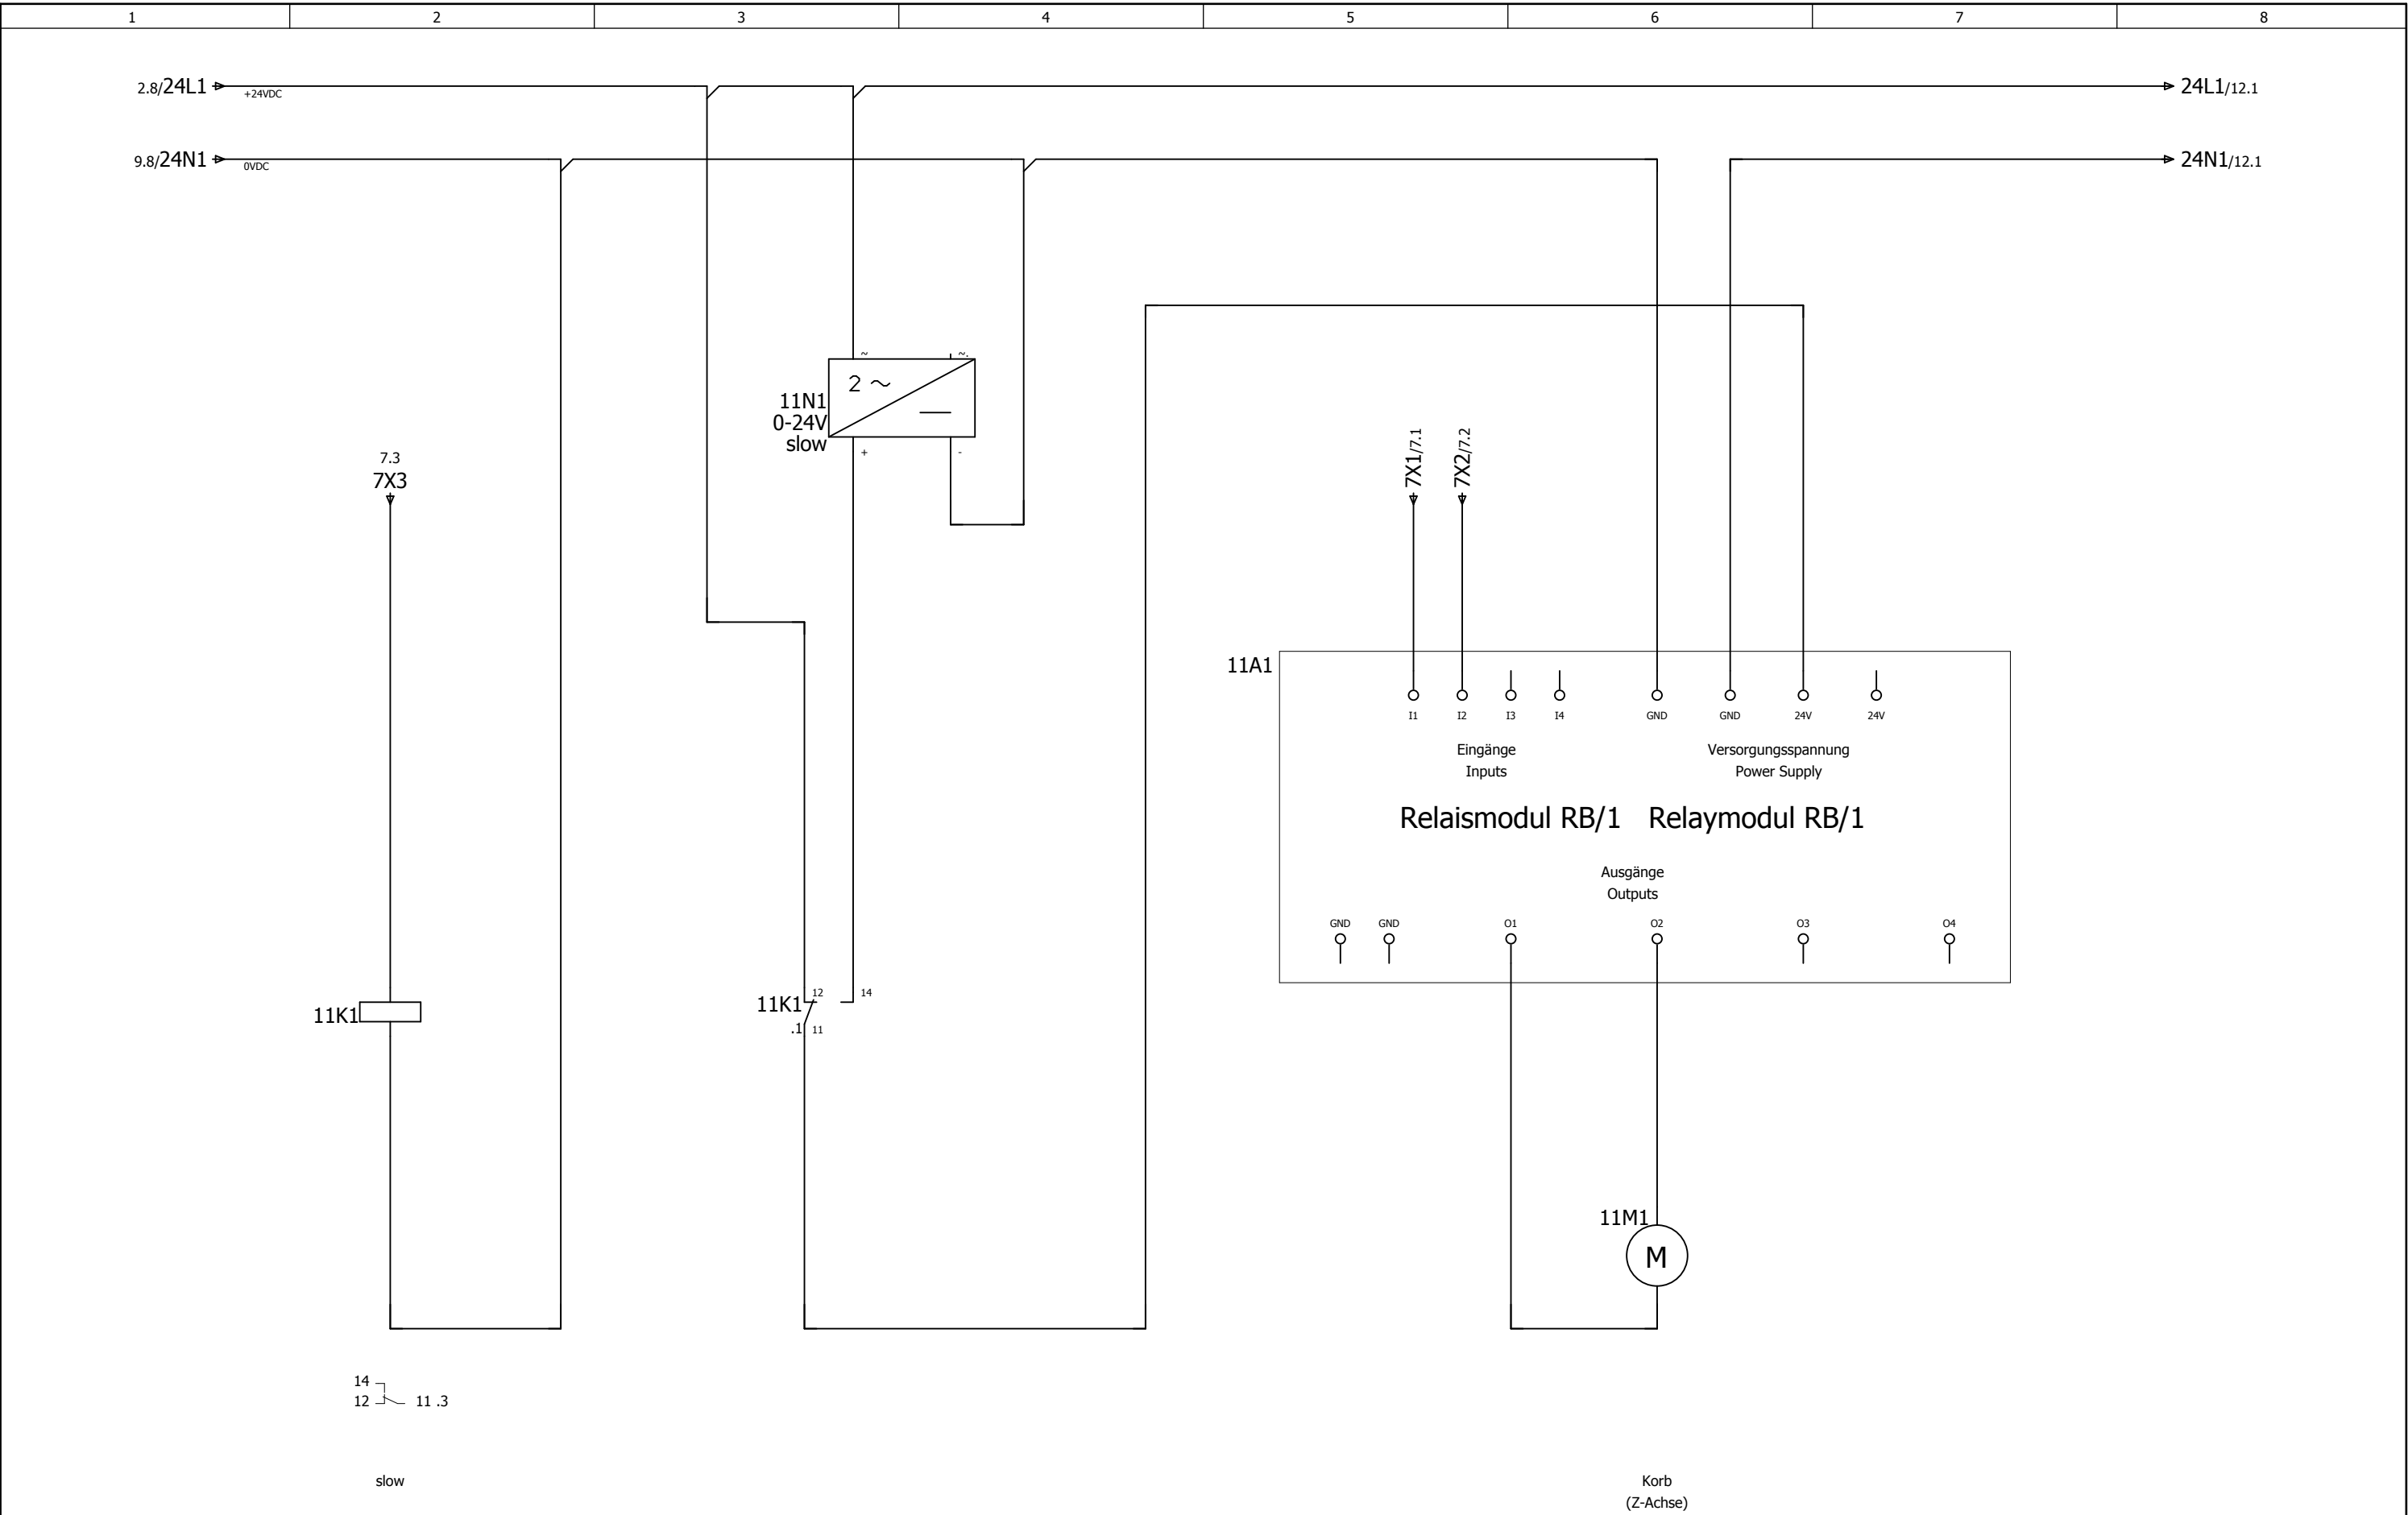 1 2 3 4 5 6 7 8
2.8/24L1 +24VDC 24L1/12.1
9.8/24N1 0VDC 24N1/12.1
~ ~.
2 ~
11N1
0-24V
slow
+ -
7.3
7X3
7X1/7.1
7X2/7.2
11A1
I1 I2 I3 I4 GND GND 24V 24V
Eingänge Versorgungsspannung
Inputs Power Supply
Relaismodul RB/1 Relaymodul RB/1
Ausgänge
Outputs
GND GND O1 O2 O3 O4
11K1
11K1 12 14
.1 11
11M1
M
14
12 11 .3
slow Korb
(Z-Achse)